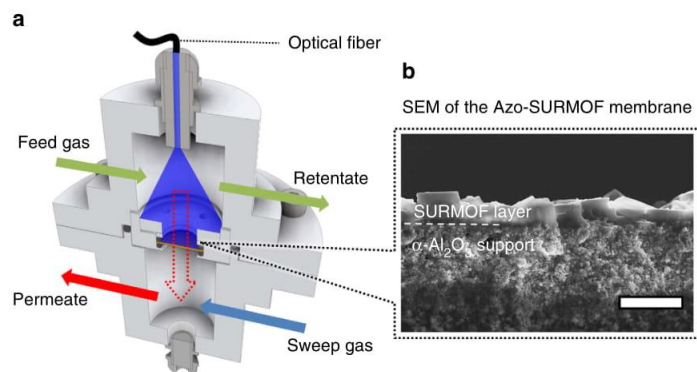 a
Optical fiber
Feed gas
Retentate
Permeate
Sweep gas
b
SEM of the Azo-SURMOF membrane
SURMOF layer
α-Al₂O₃ support